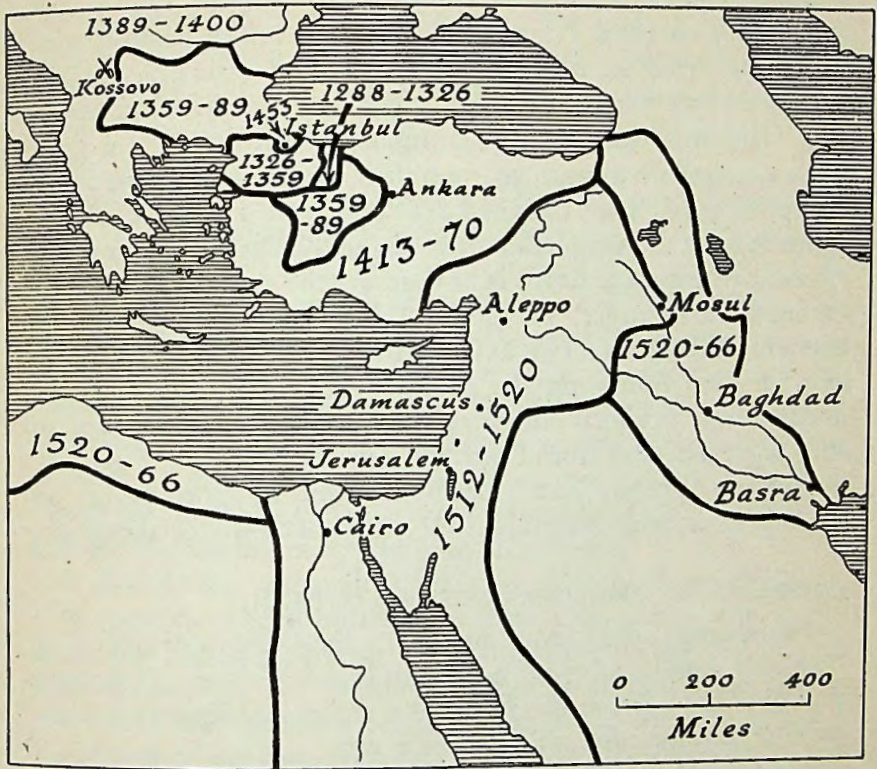 1389-1400
Kossovo
1359-89
1453
1288-1326
Istanbul
1326-
1359
Ankara
1359
-89
1413-70
Aleppo
Mosul
1520-66
Damascus
Baghdad
1512-1520
1520-66
Jerusalem
Basra
Cairo
0 200 400
Miles